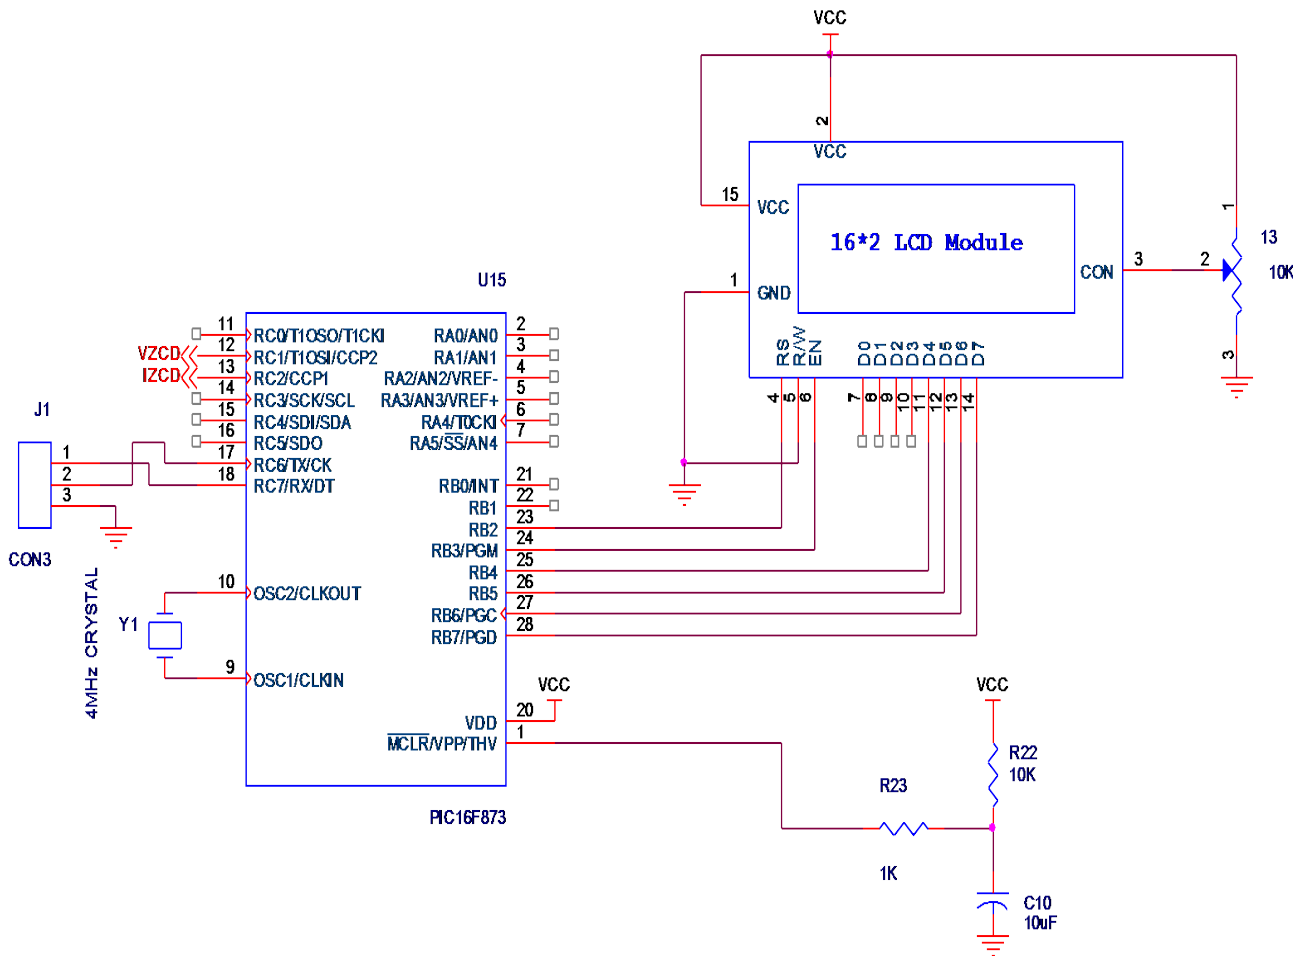 VCC
2
VCC
15
VCC
1
16*2 LCD Module
13
10K
CON
3
2
1
GND
3
RS
R/W
EN
D0
D1
D2
D3
D4
D5
D6
D7
4
5
6
7
8
9
10
11
12
13
14
U15
11
RC0/T1OSO/T1CKI
RA0/AN0
2
VZCD
12
RC1/T1OSI/CCP2
RA1/AN1
3
IZCD
13
RC2/CCP1
RA2/AN2/VREF-
4
14
RC3/SCK/SCL
RA3/AN3/VREF+
5
15
RC4/SDI/SDA
RA4/T0CKI
6
16
RC5/SDO
RA5/SS/AN4
7
J1
1
17
RC6/TX/CK
2
18
RC7/RX/DT
RB0/INT
21
3
RB1
22
RB2
23
CON3
RB3/PGM
24
RB4
25
10
OSC2/CLKOUT
RB5
26
RB6/PGC
27
Y1
RB7/PGD
28
4MHz CRYSTAL
9
OSC1/CLKIN
VCC
VDD
20
MCLR/VPP/THV
1
PIC16F873
VCC
R22
10K
R23
1K
C10
10uF